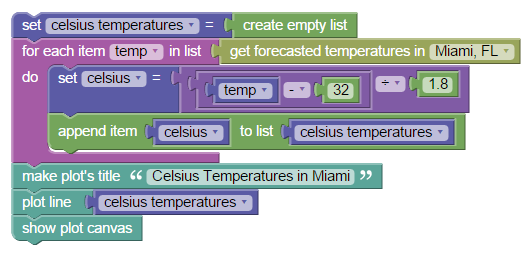 set celsius temperatures = create empty list
for each item temp in list get forecasted temperatures in Miami, FL
do set celsius = temp - 32 ÷ 1.8
append item celsius to list celsius temperatures
make plot's title “ Celsius Temperatures in Miami ”
plot line celsius temperatures
show plot canvas